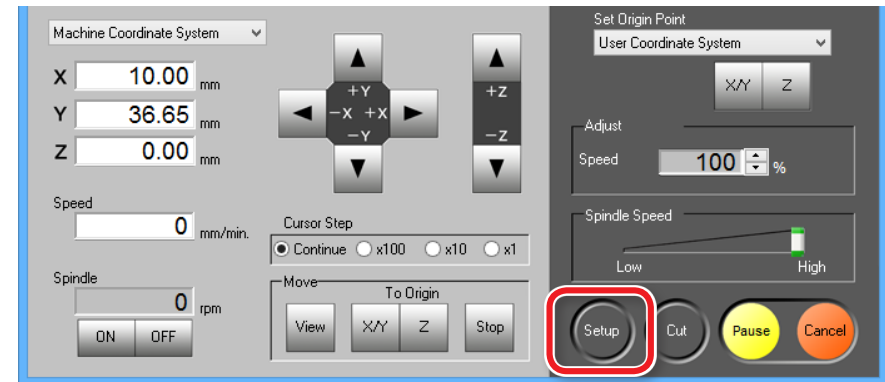 Machine Coordinate System
X 10.00 mm
Y 36.65 mm
Z 0.00 mm
Speed
0 mm/min.
Spindle
0 rpm
ON OFF
+Y
-X +X
-Y
+Z
-Z
Cursor Step
Continue x100 x10 x1
Move
To Origin
View X/Y Z Stop
Set Origin Point
User Coordinate System
X/Y Z
Adjust
Speed 100 %
Spindle Speed
Low High
Setup Cut Pause Cancel